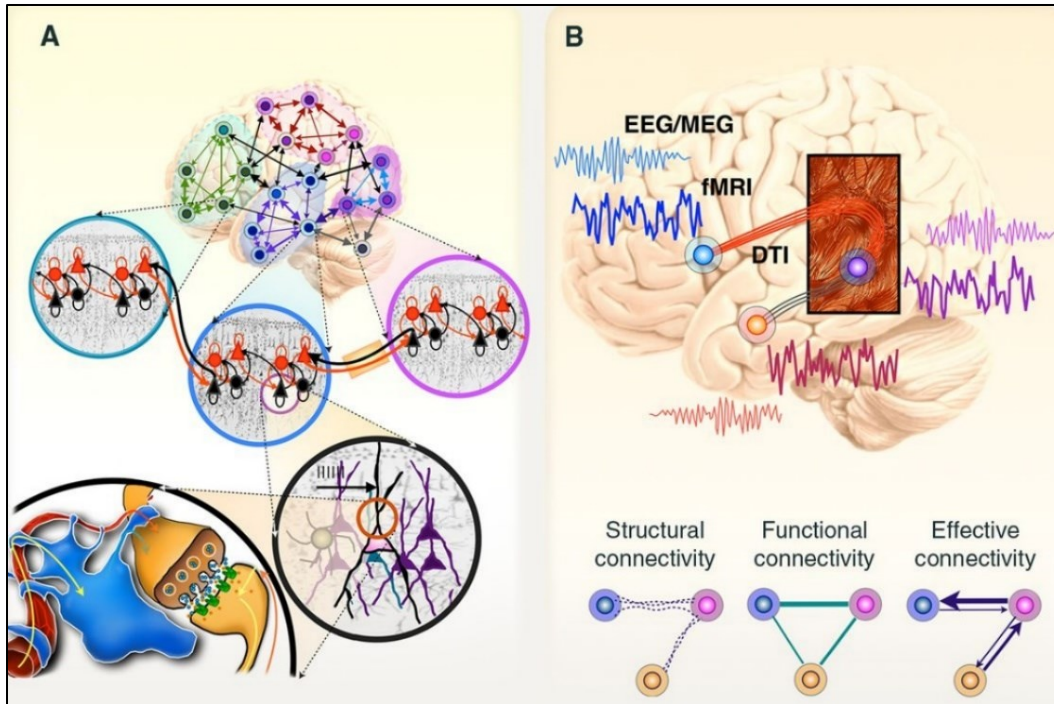 A
B
EEG/MEG
fMRI
DTI
Structural
connectivity
Functional
connectivity
Effective
connectivity